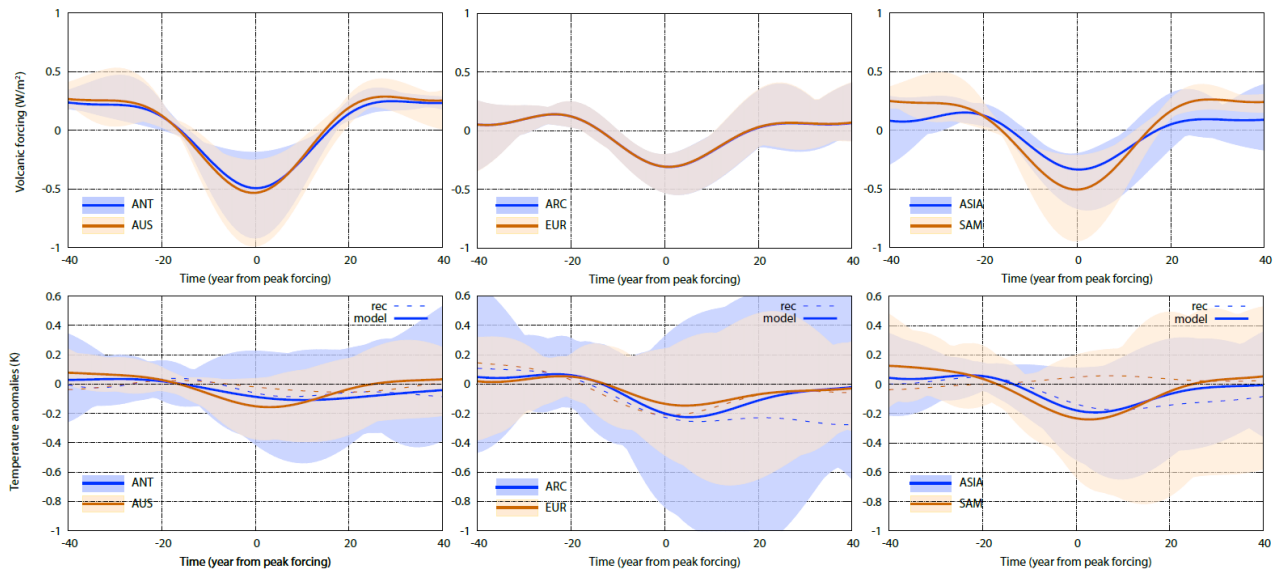 1
0.5
0
-0.5
-1
Volcanic forcing (W/m²)
ANT
AUS
-40
-20
0
20
40
Time (year from peak forcing)
1
0.5
0
-0.5
-1
ARC
EUR
-40
-20
0
20
40
Time (year from peak forcing)
1
0.5
0
-0.5
-1
ASIA
SAM
-40
-20
0
20
40
Time (year from peak forcing)
0.6
0.4
0.2
0
-0.2
-0.4
-0.6
-0.8
-1
Temperature anomalies (K)
rec
model
ANT
AUS
-40
-20
0
20
40
Time (year from peak forcing)
0.6
0.4
0.2
0
-0.2
-0.4
-0.6
-0.8
-1
rec
model
ARC
EUR
-40
-20
0
20
40
Time (year from peak forcing)
0.6
0.4
0.2
0
-0.2
-0.4
-0.6
-0.8
-1
rec
model
ASIA
SAM
-40
-20
0
20
40
Time (year from peak forcing)